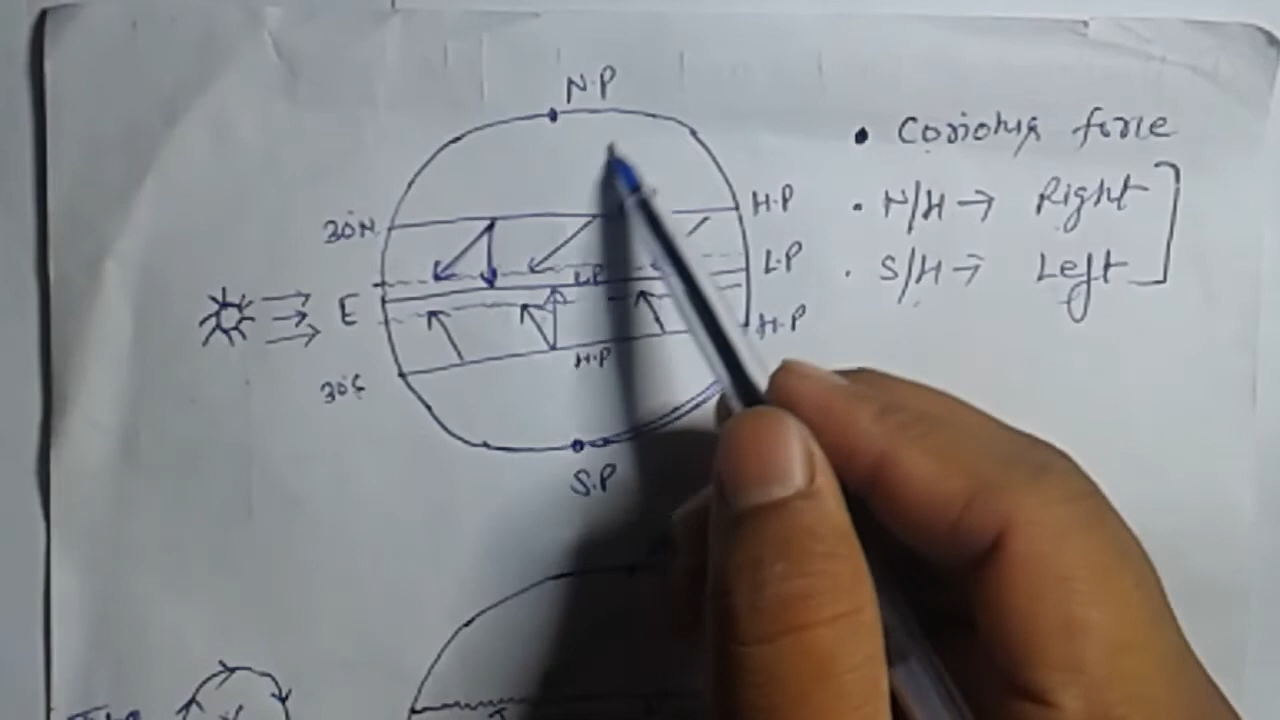 N.P
• Coriolis force
H.P
• N/H → Right
30°N
L.P
• S/H → Left
L.P
E
H.P
H.P
30°S
S.P